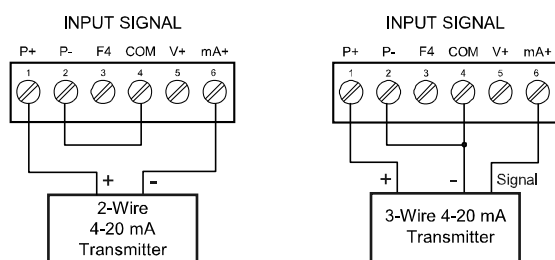 INPUT SIGNAL
P+ P- F4 COM V+ mA+
1 2 3 4 5 6
+ -
2-Wire
4-20 mA
Transmitter
INPUT SIGNAL
P+ P- F4 COM V+ mA+
1 2 3 4 5 6
+ - Signal
3-Wire 4-20 mA
Transmitter